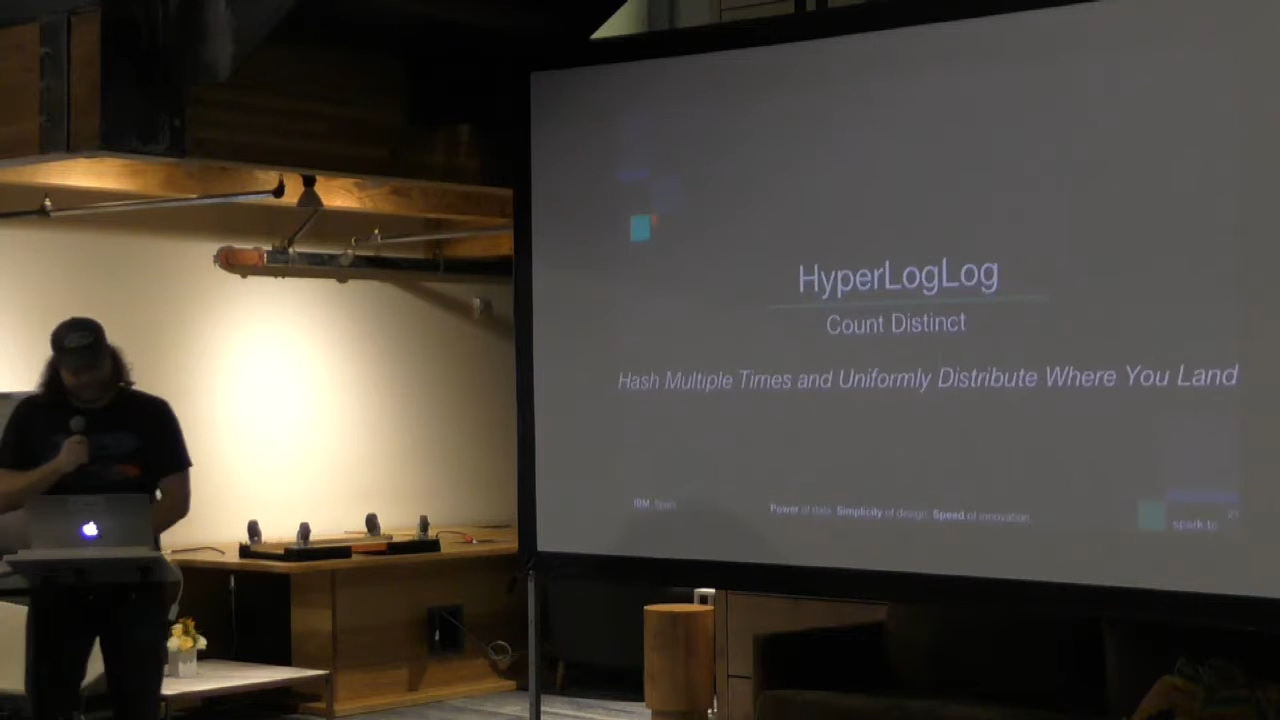 HyperLogLog
Count Distinct
Hash Multiple Times and Uniformly Distribute Where You Land
IBM Spark
Power of data. Simplicity of design. Speed of innovation.
spark.tc